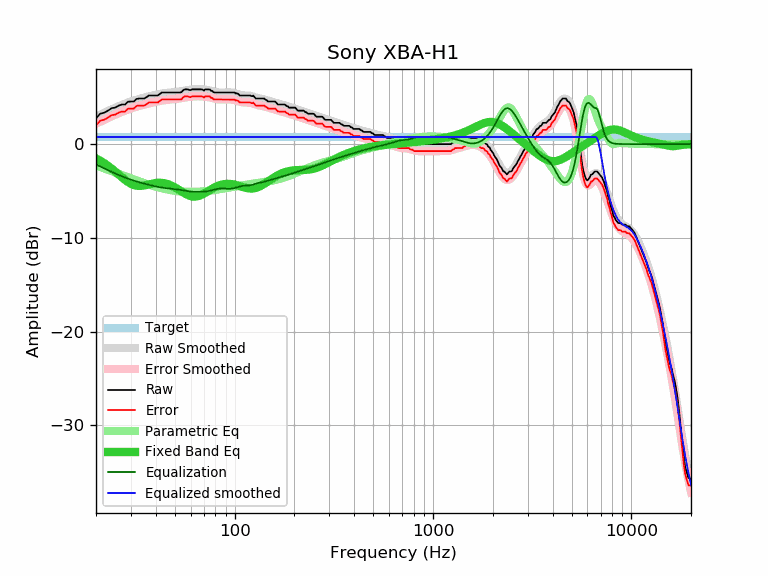 Sony XBA-H1
Amplitude (dBr)
0
−10
−20
−30
Target
Raw Smoothed
Error Smoothed
Raw
Error
Parametric Eq
Fixed Band Eq
Equalization
Equalized smoothed
100
1000
10000
Frequency (Hz)